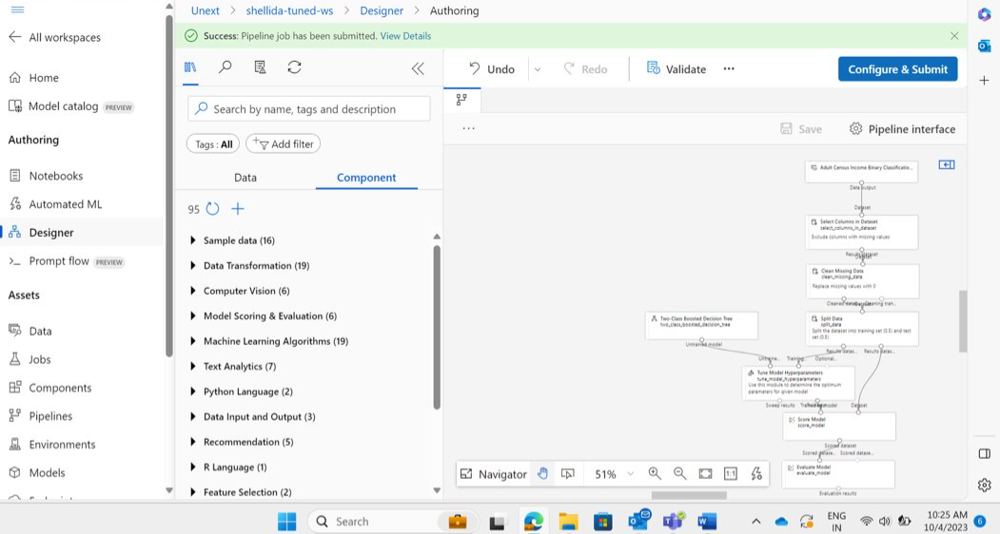 Unext > shellida-tuned-ws > Designer > Authoring
Success: Pipeline job has been submitted. View Details
All workspaces
Home
Model catalog PREVIEW
Authoring
Notebooks
Automated ML
Designer
Prompt flow PREVIEW
Assets
Data
Jobs
Components
Pipelines
Environments
Models
Search by name, tags and description
Tags : All
Add filter
Data
Component
95
Sample data (16)
Data Transformation (19)
Computer Vision (6)
Model Scoring & Evaluation (6)
Machine Learning Algorithms (19)
Text Analytics (7)
Python Language (2)
Data Input and Output (3)
Recommendation (5)
R Language (1)
Feature Selection (2)
Undo
Redo
Validate
Configure & Submit
Save
Pipeline interface
Adult Census Income Binary Classificatio...
Data output
Dataset
Select Columns in Dataset
select_columns_in_dataset
Exclude columns with missing values
Clean Missing Data
clean_missing_data
Replace missing values with 0
Split Data
split_data
Split the dataset into training set (0.5) and test
set (0.5)
Results datas... Results datas...
Two-Class Boosted Decision Tree
two_class_boosted_decision_tree
Untrained model
Untraine... Training... Optional...
Tune Model Hyperparameters
tune_model_hyperparameters
Use this module to determine the optimum
parameters for given model
Sweep results
Dataset
Score Model
score_model
Scored dataset
Scored datase... Scored datase...
Evaluate Model
evaluate_model
Evaluation results
Navigator
51%
1:1
Search
ENG
IN
10:25 AM
10/4/2023
6